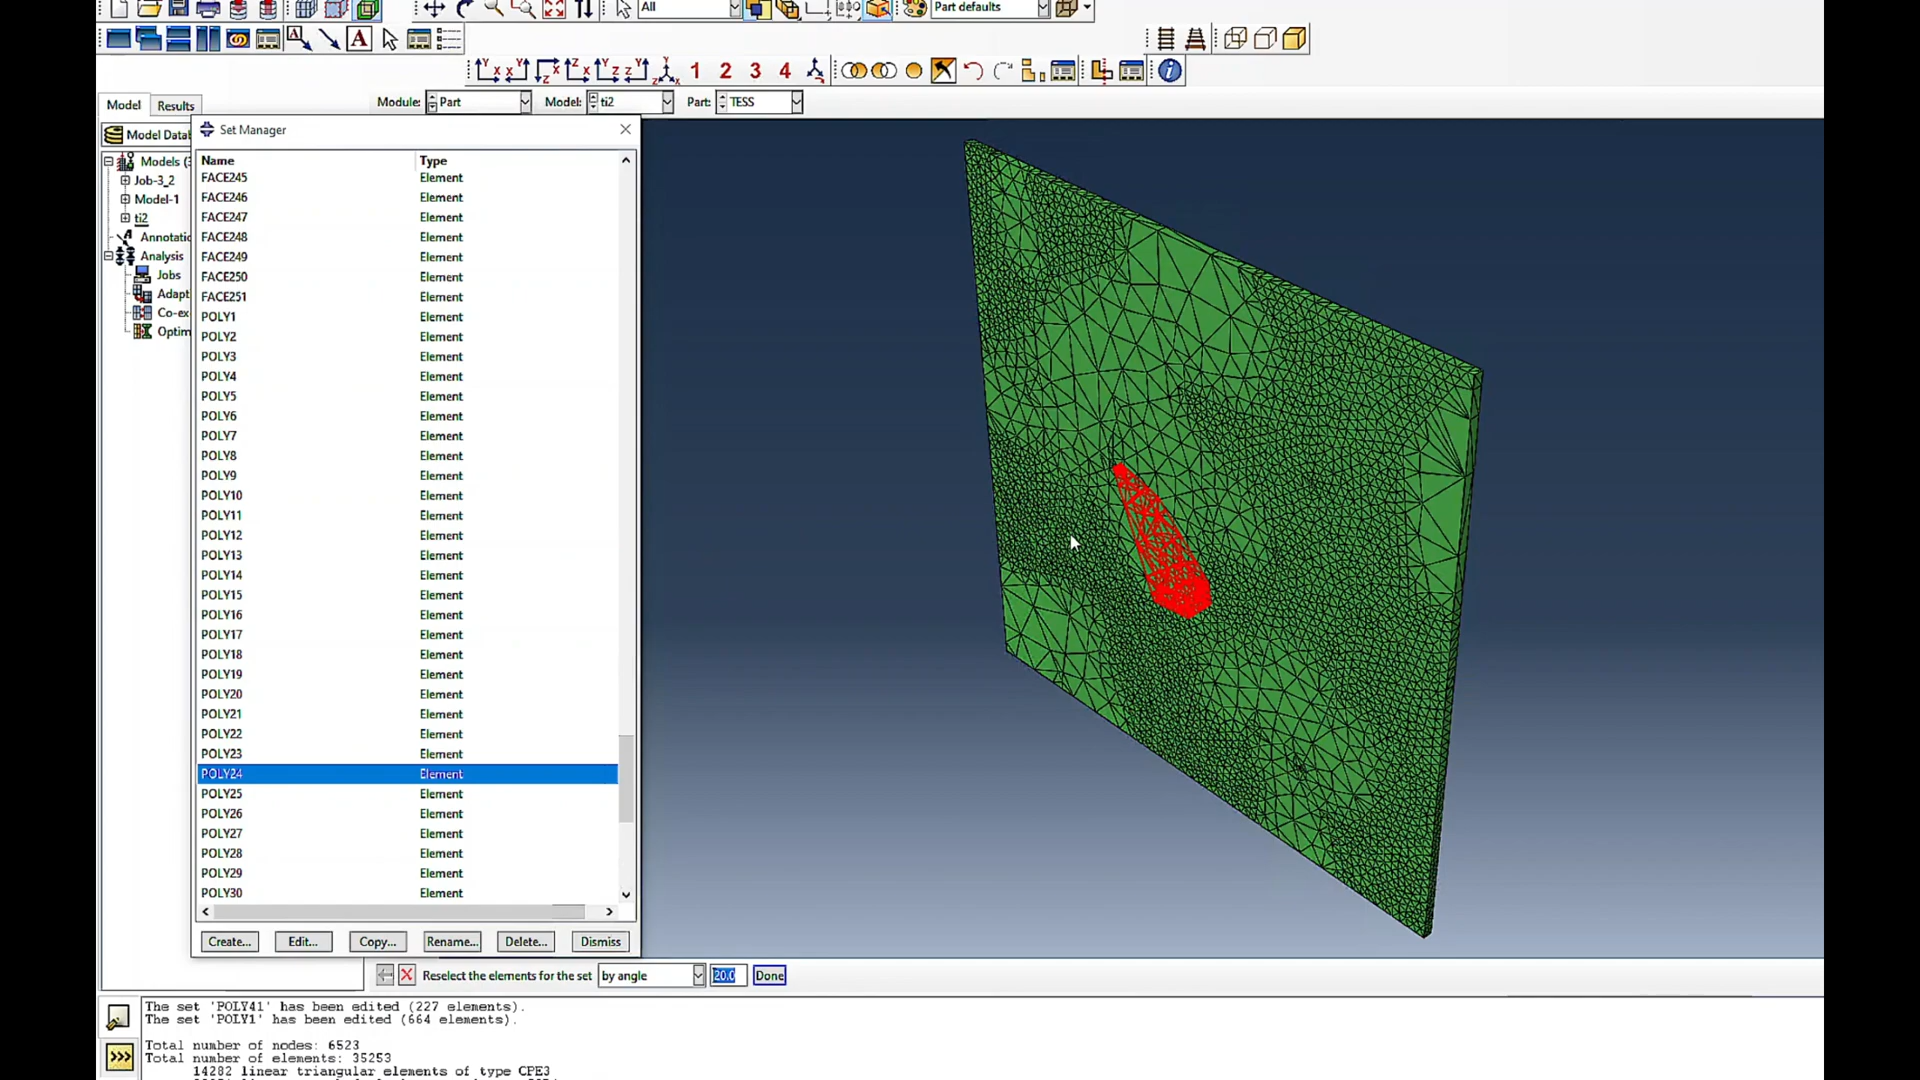 All
Part defaults
A A
1 2 3 4
Model Results Module: Part Model: ti2 Part: TESS
Model Datab
Set Manager
Name Type
Models (3
Job-3_2
Model-1
ti2
Annotatio
Analysis
Jobs
Adapt
Co-ex
Optim
FACE245 Element
FACE246 Element
FACE247 Element
FACE248 Element
FACE249 Element
FACE250 Element
FACE251 Element
POLY1 Element
POLY2 Element
POLY3 Element
POLY4 Element
POLY5 Element
POLY6 Element
POLY7 Element
POLY8 Element
POLY9 Element
POLY10 Element
POLY11 Element
POLY12 Element
POLY13 Element
POLY14 Element
POLY15 Element
POLY16 Element
POLY17 Element
POLY18 Element
POLY19 Element
POLY20 Element
POLY21 Element
POLY22 Element
POLY23 Element
POLY24 Element
POLY25 Element
POLY26 Element
POLY27 Element
POLY28 Element
POLY29 Element
POLY30 Element
Create... Edit... Copy... Rename... Delete... Dismiss
Reselect the elements for the set by angle 20.0 Done
The set 'POLY41' has been edited (227 elements).
The set 'POLY1' has been edited (664 elements).
Total number of nodes: 6523
Total number of elements: 35253
14282 linear triangular elements of type CPE3